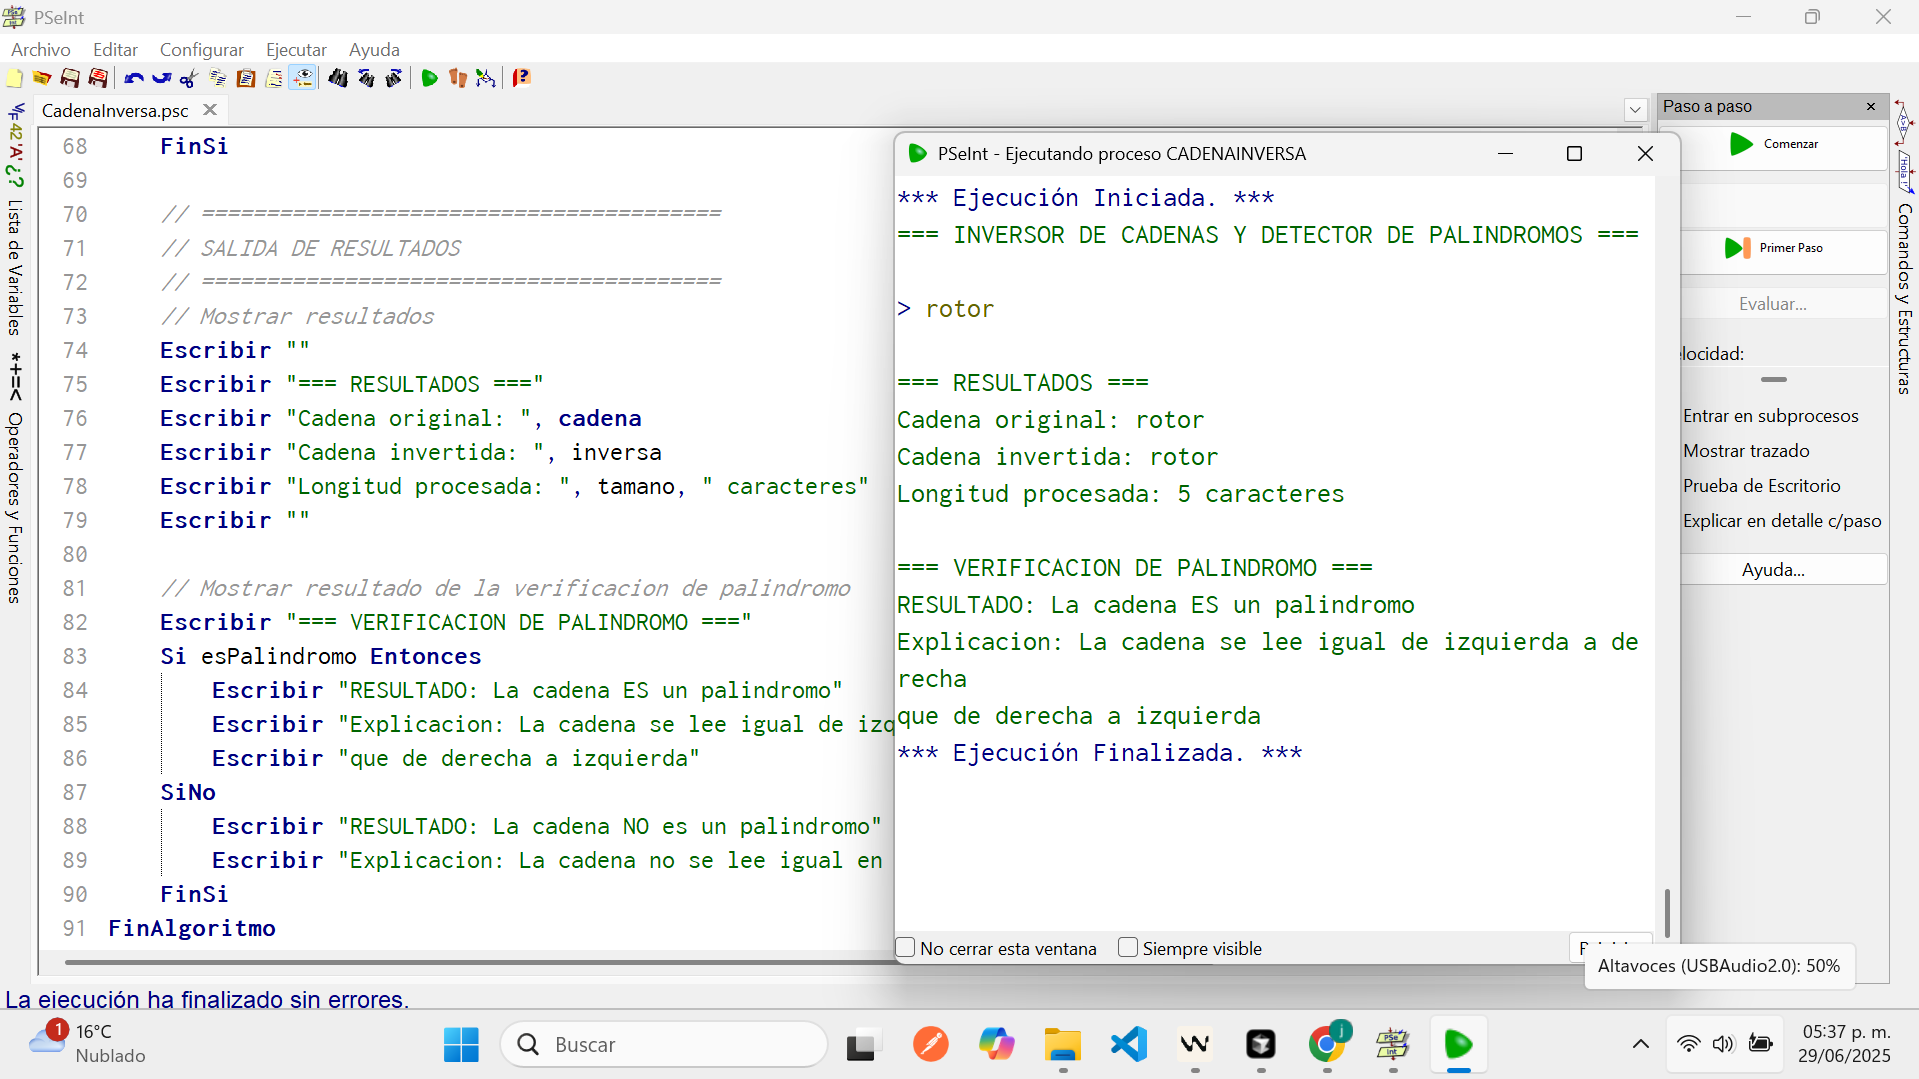 PSeInt
Archivo Editar Configurar Ejecutar Ayuda
CadenaInversa.psc
Lista de Variables
*+=< Operadores y Funciones
68 FinSi
69
70 // ========================================
71 // SALIDA DE RESULTADOS
72 // ========================================
73 // Mostrar resultados
74 Escribir ""
75 Escribir "=== RESULTADOS ==="
76 Escribir "Cadena original: ", cadena
77 Escribir "Cadena invertida: ", inversa
78 Escribir "Longitud procesada: ", tamano, " caracteres"
79 Escribir ""
80
81 // Mostrar resultado de la verificacion de palindromo
82 Escribir "=== VERIFICACION DE PALINDROMO ==="
83 Si esPalindromo Entonces
84 Escribir "RESULTADO: La cadena ES un palindromo"
85 Escribir "Explicacion: La cadena se lee igual de izq
86 Escribir "que de derecha a izquierda"
87 SiNo
88 Escribir "RESULTADO: La cadena NO es un palindromo"
89 Escribir "Explicacion: La cadena no se lee igual en
90 FinSi
91 FinAlgoritmo
PSeInt - Ejecutando proceso CADENAINVERSA
*** Ejecución Iniciada. ***
=== INVERSOR DE CADENAS Y DETECTOR DE PALINDROMOS ===
> rotor
=== RESULTADOS ===
Cadena original: rotor
Cadena invertida: rotor
Longitud procesada: 5 caracteres
=== VERIFICACION DE PALINDROMO ===
RESULTADO: La cadena ES un palindromo
Explicacion: La cadena se lee igual de izquierda a de
recha
que de derecha a izquierda
*** Ejecución Finalizada. ***
No cerrar esta ventana Siempre visible
Altavoces (USBAudio2.0): 50%
Paso a paso
Comenzar
Primer Paso
Evaluar...
locidad:
Entrar en subprocesos
Mostrar trazado
Prueba de Escritorio
Explicar en detalle c/paso
Ayuda...
Comandos y Estructuras
La ejecución ha finalizado sin errores.
1
16°C
Nublado
Buscar
05:37 p. m.
29/06/2025